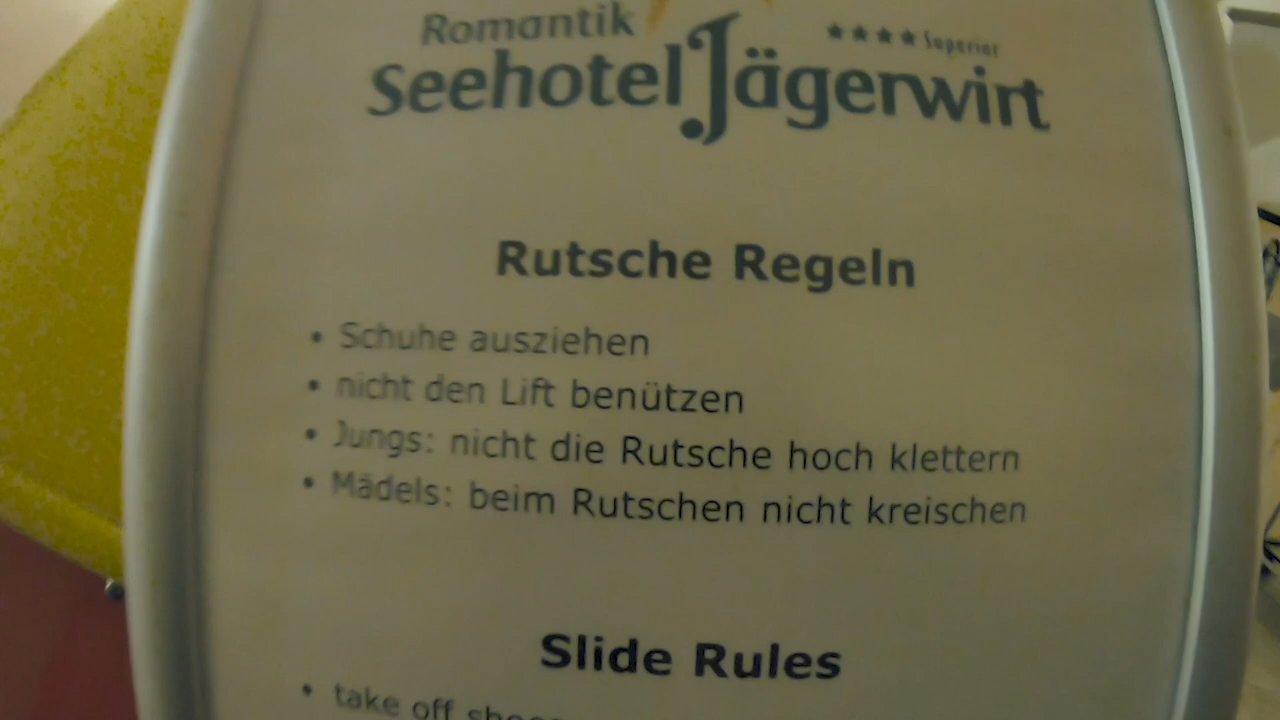 Romantik
★★★★Superior
Seehotel Jägerwirt
Rutsche Regeln
• Schuhe ausziehen
• nicht den Lift benützen
• Jungs: nicht die Rutsche hoch klettern
• Mädels: beim Rutschen nicht kreischen
Slide Rules
• take off shoes